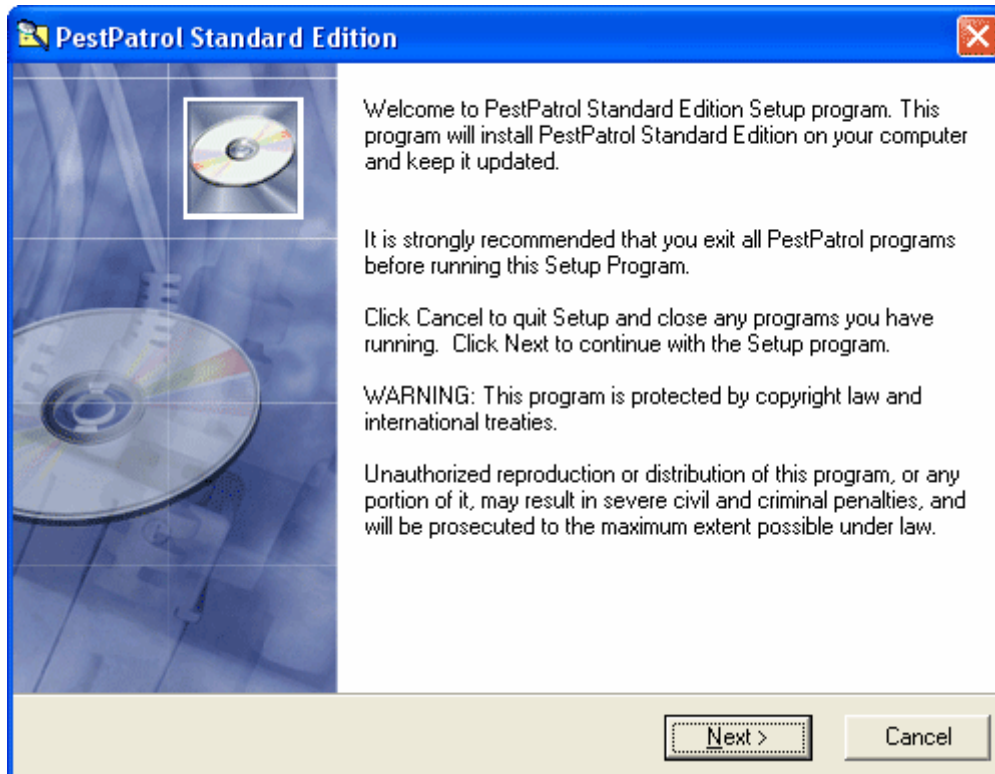 PestPatrol Standard Edition
Welcome to PestPatrol Standard Edition Setup program. This
program will install PestPatrol Standard Edition on your computer
and keep it updated.
It is strongly recommended that you exit all PestPatrol programs
before running this Setup Program.
Click Cancel to quit Setup and close any programs you have
running. Click Next to continue with the Setup program.
WARNING: This program is protected by copyright law and
international treaties.
Unauthorized reproduction or distribution of this program, or any
portion of it, may result in severe civil and criminal penalties, and
will be prosecuted to the maximum extent possible under law.
Next > Cancel